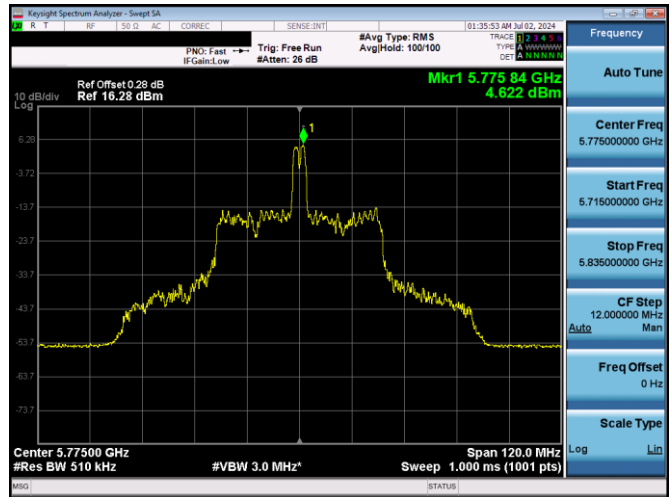 Keysight Spectrum Analyzer - Swept SA
R T RF 50 Ω AC CORREC SENSE:INT 01:35:53 AM Jul 02, 2024
PNO: Fast
IFGain:Low
Trig: Free Run
#Atten: 26 dB
#Avg Type: RMS
Avg|Hold: 100/100
TRACE 1 2 3 4 5 6
TYPE A WWWWW
DET A N N N N N
Ref Offset 0.28 dB
10 dB/div Ref 16.28 dBm
Log
Mkr1 5.775 84 GHz
4.622 dBm
1
6.28
-3.72
-13.7
-23.7
-33.7
-43.7
-53.7
-63.7
-73.7
Center 5.77500 GHz Span 120.0 MHz
#Res BW 510 kHz #VBW 3.0 MHz* Sweep 1.000 ms (1001 pts)
MSG STATUS
Frequency
Auto Tune
Center Freq
5.775000000 GHz
Start Freq
5.715000000 GHz
Stop Freq
5.835000000 GHz
CF Step
12.000000 MHz
Auto Man
Freq Offset
0 Hz
Scale Type
Log Lin